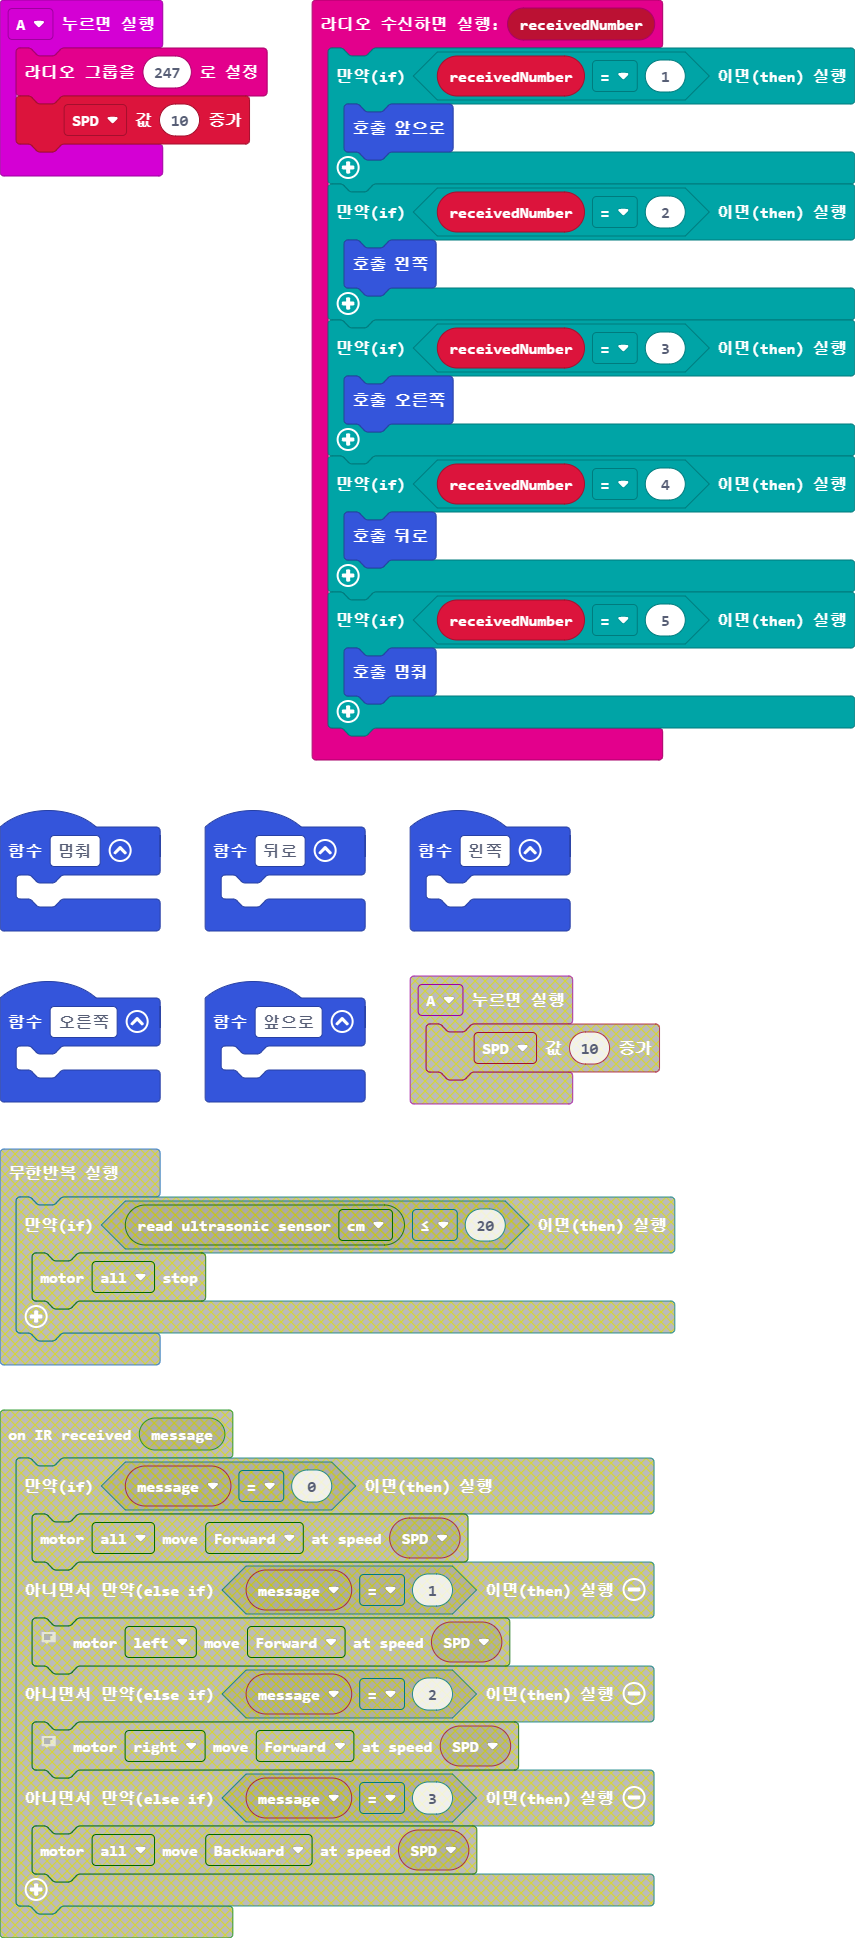 A 누르면 실행
라디오 그룹을 247 로 설정
SPD 값 10 증가
라디오 수신하면 실행: receivedNumber
만약(if) receivedNumber = 1 이면(then) 실행
호출 앞으로
만약(if) receivedNumber = 2 이면(then) 실행
호출 왼쪽
만약(if) receivedNumber = 3 이면(then) 실행
호출 오른쪽
만약(if) receivedNumber = 4 이면(then) 실행
호출 뒤로
만약(if) receivedNumber = 5 이면(then) 실행
호출 멈춰
함수 멈춰
함수 뒤로
함수 왼쪽
함수 오른쪽
함수 앞으로
A 누르면 실행
SPD 값 10 증가
무한반복 실행
만약(if) read ultrasonic sensor cm ≤ 20 이면(then) 실행
motor all stop
on IR received message
만약(if) message = 0 이면(then) 실행
motor all move Forward at speed SPD
아니면서 만약(else if) message = 1 이면(then) 실행
motor left move Forward at speed SPD
아니면서 만약(else if) message = 2 이면(then) 실행
motor right move Forward at speed SPD
아니면서 만약(else if) message = 3 이면(then) 실행
motor all move Backward at speed SPD